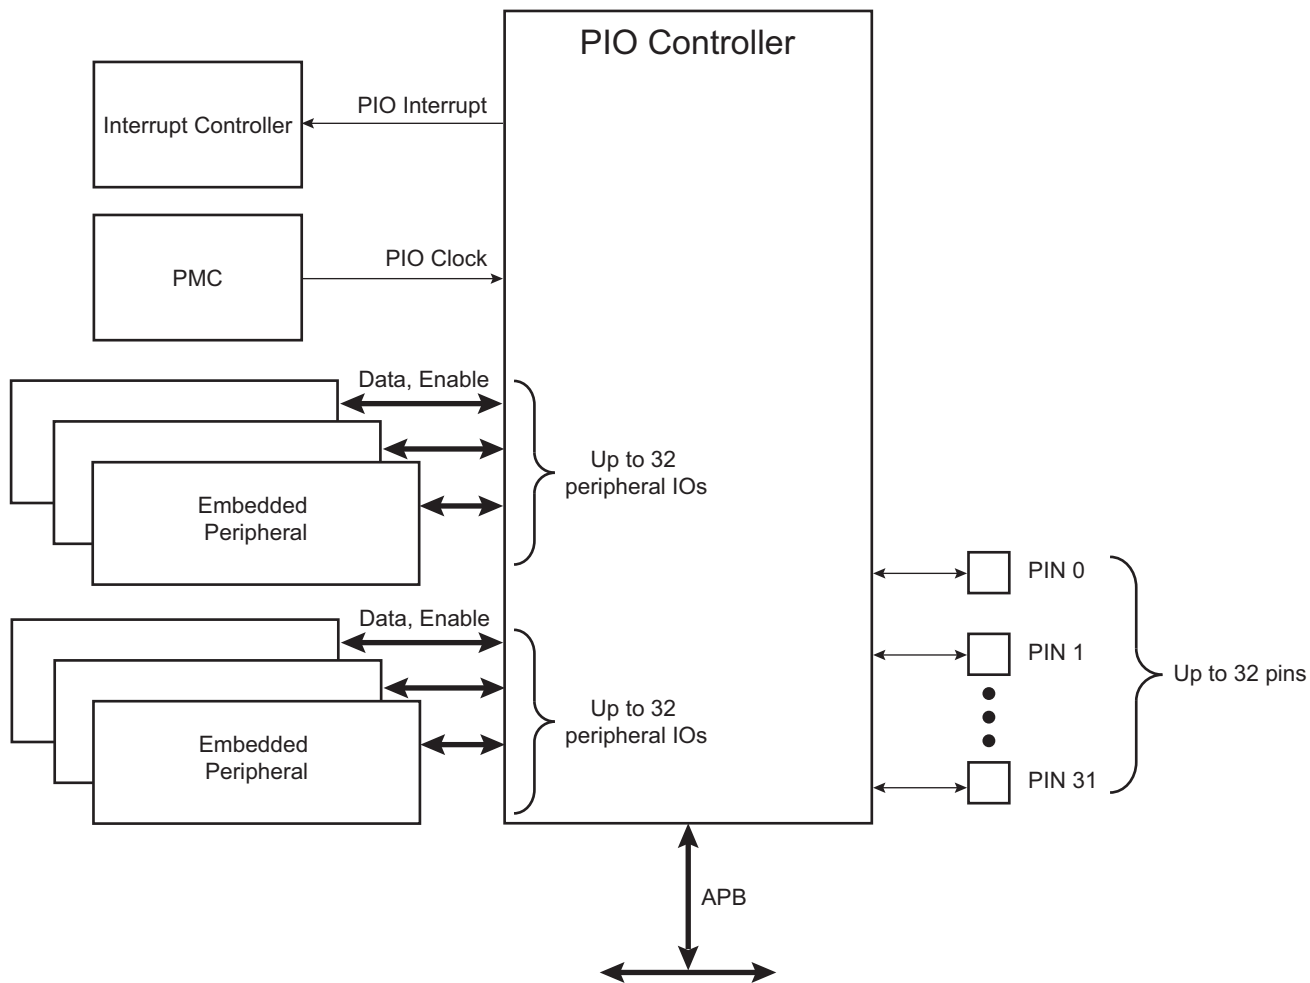 PIO Controller
PIO Interrupt
Interrupt Controller
PIO Clock
PMC
Data, Enable
Up to 32
peripheral IOs
Embedded
Peripheral
PIN 0
Data, Enable
PIN 1
Up to 32 pins
Up to 32
peripheral IOs
Embedded
Peripheral
PIN 31
APB